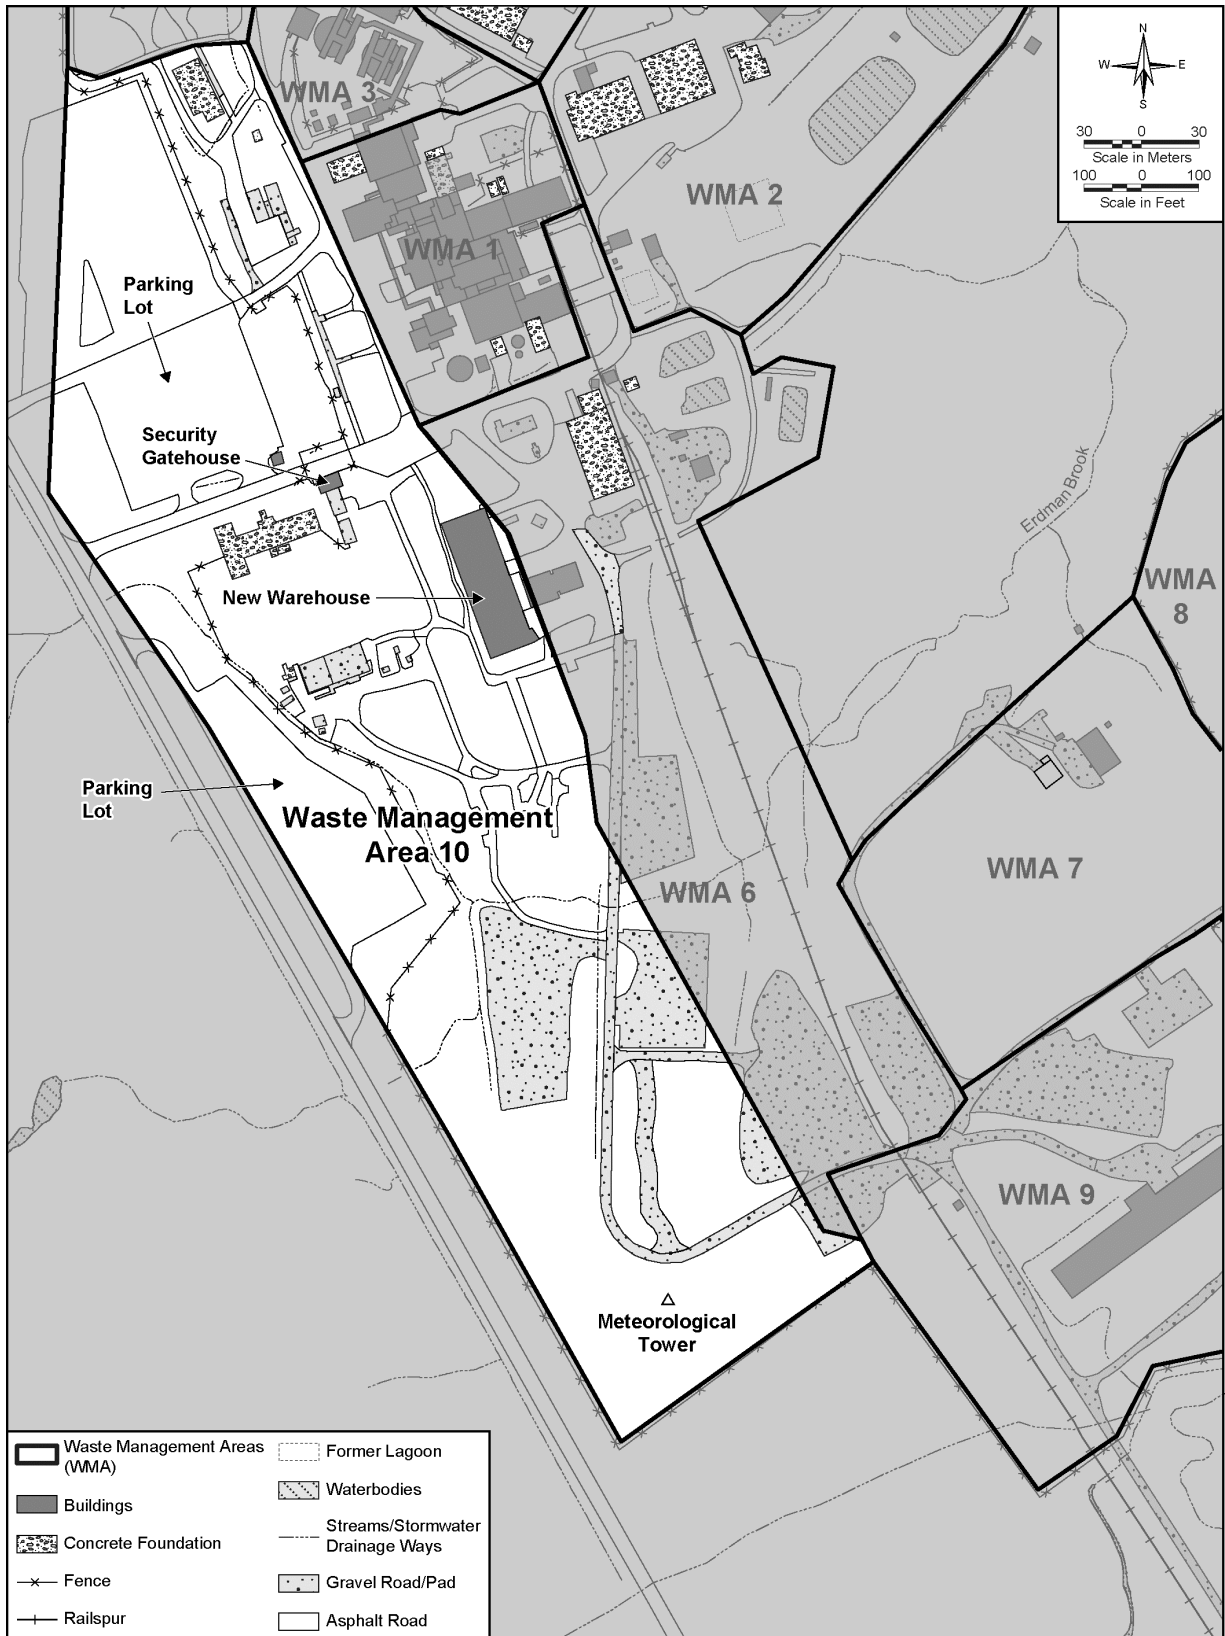 N
W E
S
30 0 30
Scale in Meters
100 0 100
Scale in Feet
WMA 3
WMA 2
WMA 1
Parking
Lot
Security
Gatehouse
Erdman Brook
WMA
8
New Warehouse
Parking
Lot
Waste Management
Area 10
WMA 7
WMA 6
WMA 9
Meteorological
Tower
Waste Management Areas
(WMA)
Buildings
Concrete Foundation
Fence
Railspur
Former Lagoon
Waterbodies
Streams/Stormwater
Drainage Ways
Gravel Road/Pad
Asphalt Road